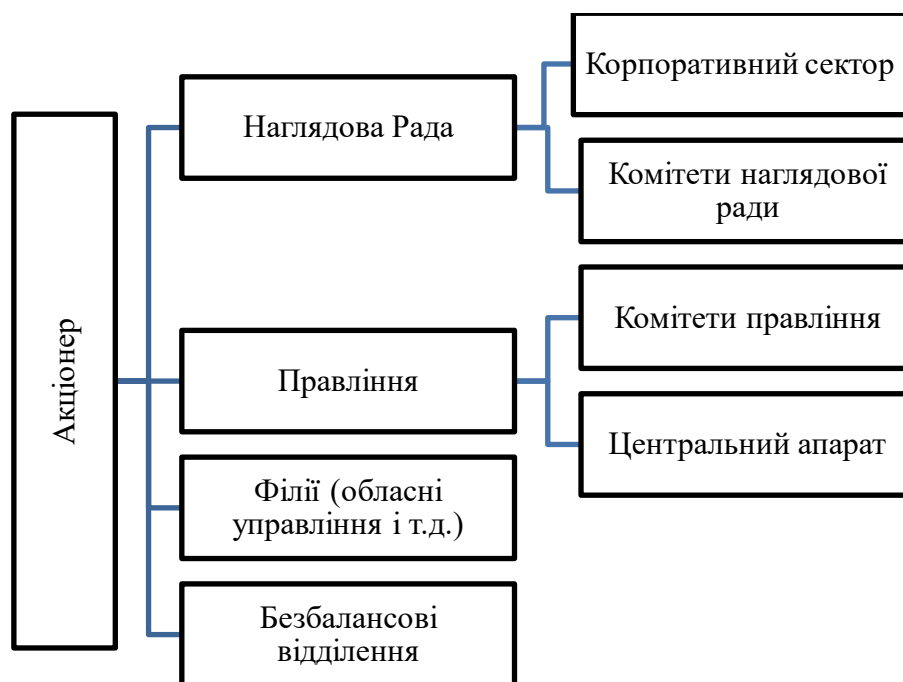 Акціонер
Наглядова Рада
Корпоративний сектор
Комітети наглядової
ради
Правління
Комітети правління
Центральний апарат
Філії (обласні
управління і т.д.)
Безбалансові
відділення